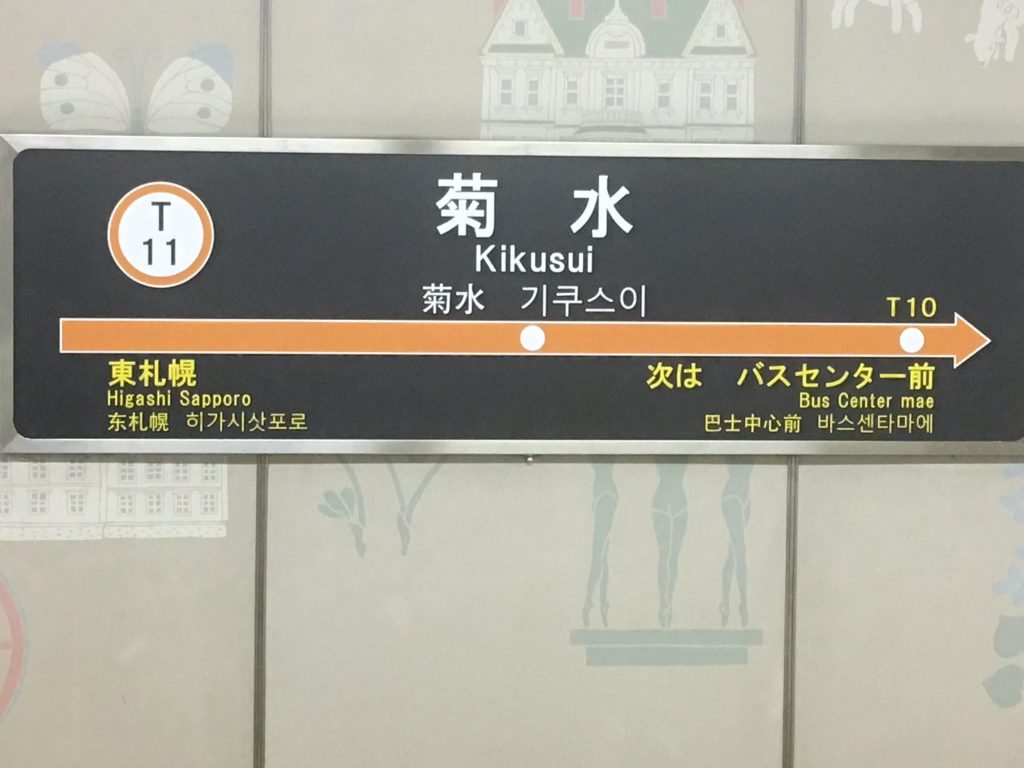 T
11
菊 水
Kikusui
菊水 기쿠스이
T10
東札幌
Higashi Sapporo
东札幌 히가시삿포로
次は バスセンター前
Bus Center mae
巴士中心前 바스센타마에